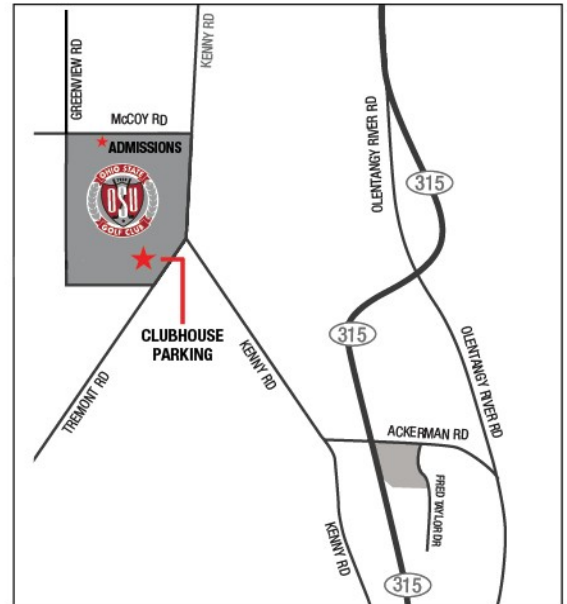 GREENVIEW RD
KENNY RD
McCOY RD
ADMISSIONS
OHIO STATE
OSU
GOLF CLUB
OLENTANGY RIVER RD
315
CLUBHOUSE
PARKING
315
KENNY RD
TREMONT RD
OLENTANGY RIVER RD
ACKERMAN RD
FRED TAYLOR DR
KENNY RD
315